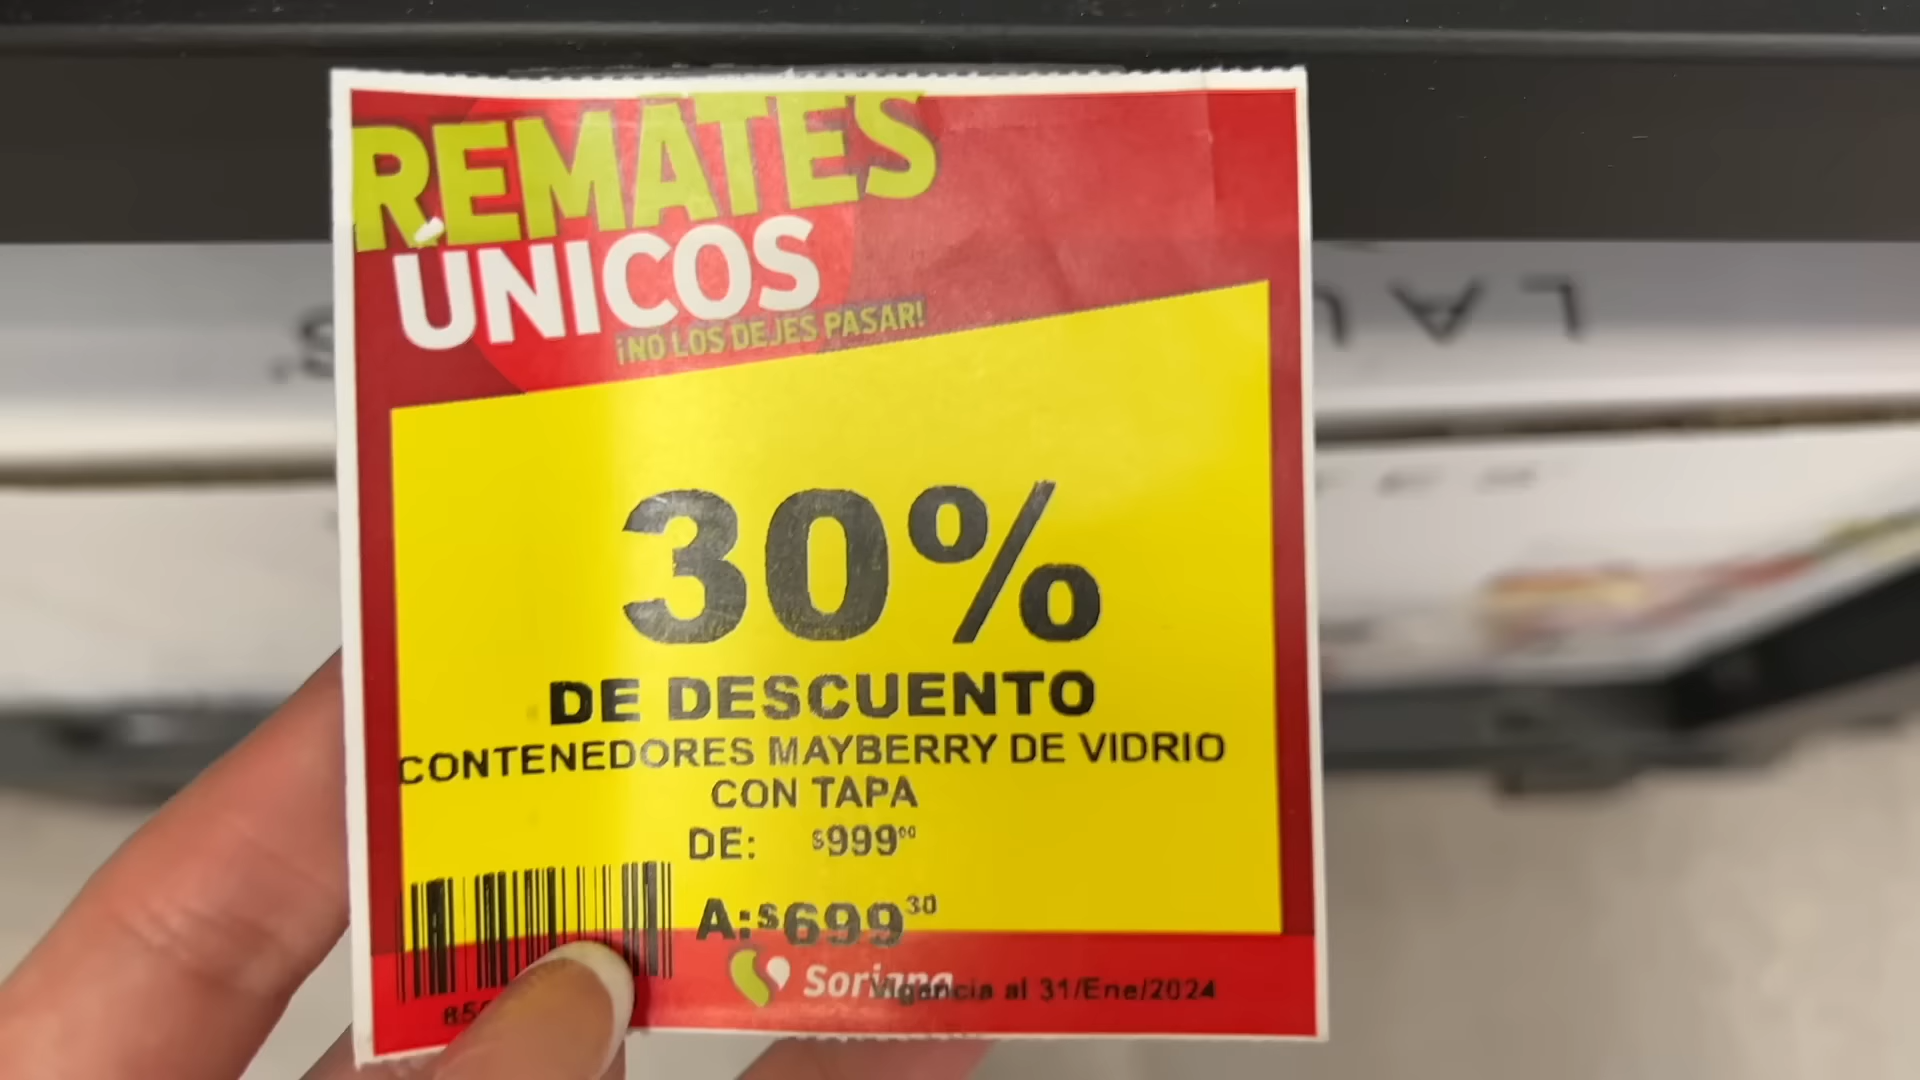 REMATES
ÚNICOS
¡NO LOS DEJES PASAR!
30%
DE DESCUENTO
CONTENEDORES MAYBERRY DE VIDRIO
CON TAPA
DE: $999⁰⁰
A:$699³⁰
Soriana
Vigencia al 31/Ene/2024